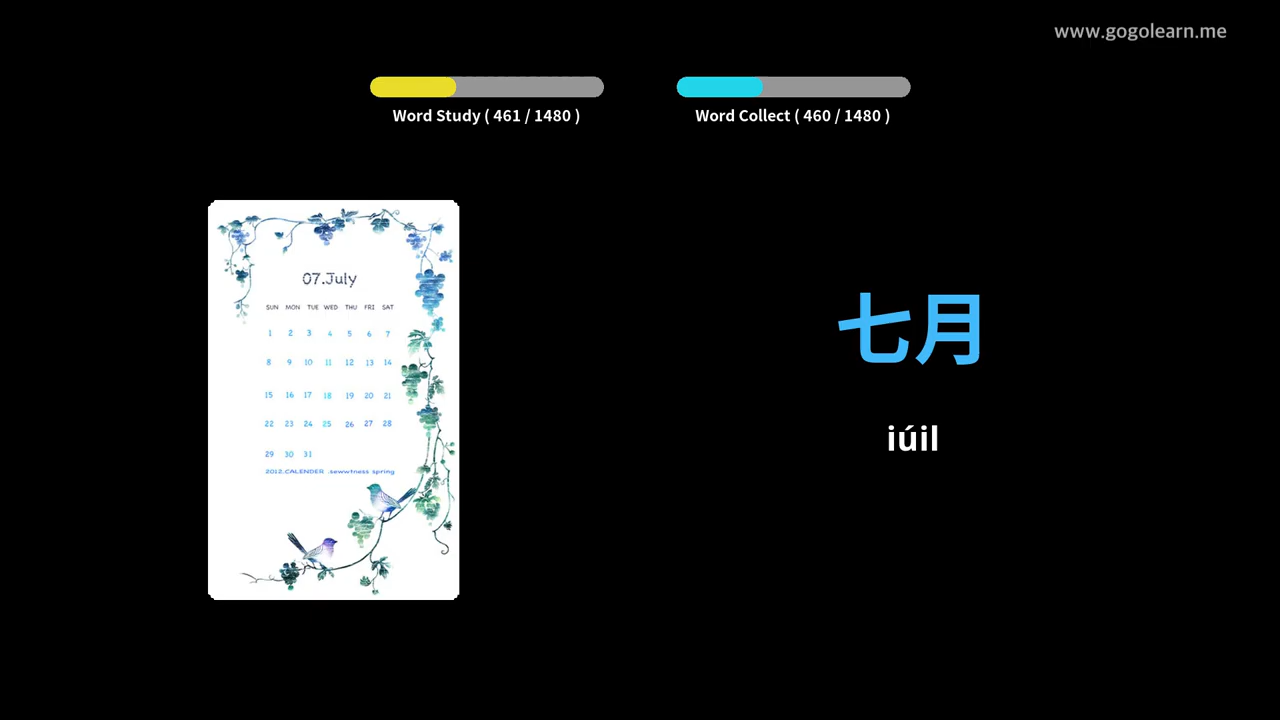 www.gogolearn.me
Word Study ( 461 / 1480 )
Word Collect ( 460 / 1480 )
07.July
SUN MON TUE WED THU FRI SAT
1 2 3 4 5 6 7
8 9 10 11 12 13 14
15 16 17 18 19 20 21
22 23 24 25 26 27 28
29 30 31
2012.CALENDER .sewwtness spring
七月
iúil